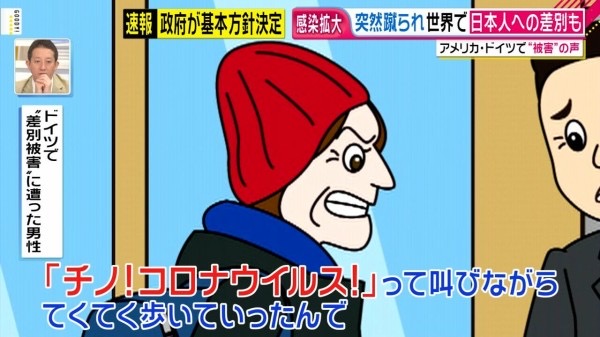 GOOD!
速報 政府が基本方針決定 感染拡大 突然蹴られ世界で日本人への差別も
アメリカ・ドイツで“被害”の声
ドイツで
“差別被害”に遭った男性
「チノ!コロナウイルス!」って叫びながら
てくてく歩いていったんで